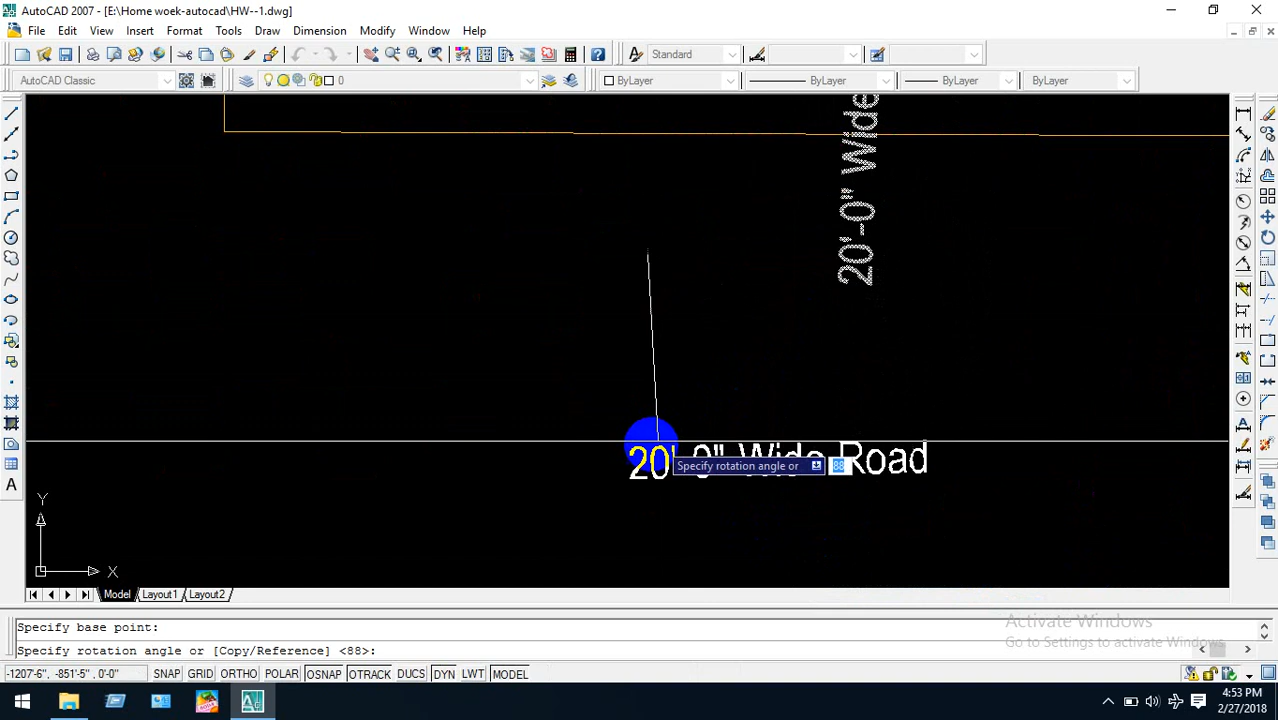 AutoCAD 2007 - [E:\Home woek-autocad\HW--1.dwg]
File Edit View Insert Format Tools Draw Dimension Modify Window Help
Standard
AutoCAD Classic 0 ByLayer ByLayer ByLayer ByLayer
20'-0" Wide
20'-0" Wide Road
Specify rotation angle or 88
Y
X
Model Layout1 Layout2
Specify base point:
Specify rotation angle or [Copy/Reference] <88>:
Activate Windows
Go to Settings to activate Windows.
-1207'-6", -851'-5" , 0'-0" SNAP GRID ORTHO POLAR OSNAP OTRACK DUCS DYN LWT MODEL
4:53 PM
2/27/2018